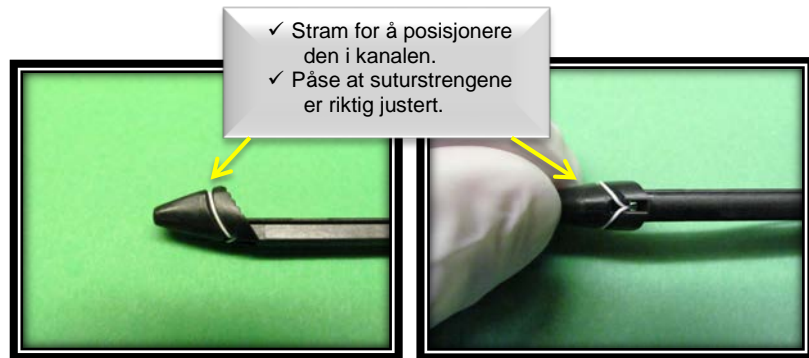 ✓ Stram for å posisjonere
den i kanalen.
✓ Påse at suturstrengene
er riktig justert.